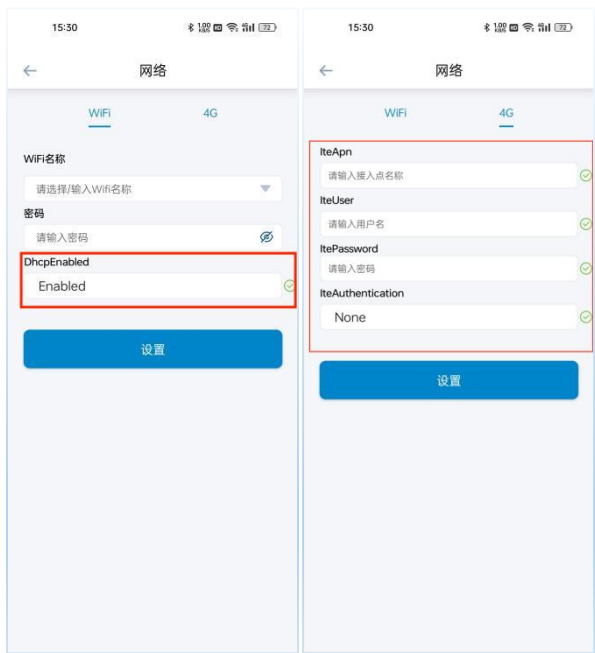 15:30
72
网络
WiFi
4G
WiFi名称
请选择/输入Wifi名称
密码
请输入密码
DhcpEnabled
Enabled
设置
15:30
72
网络
WiFi
4G
lteApn
请输入接入点名称
lteUser
请输入用户名
ltePassword
请输入密码
lteAuthentication
None
设置